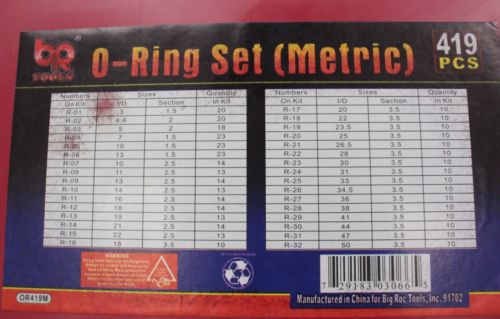 BR
TOOLS
O-Ring Set (Metric)
419
PCS
Numbers Sizes Quantity
On Kit I/D Section In Kit
R-01 3 1.5 20
R-02 4.4 2 20
R-03 5 2 18
R-04 7 1.5 23
R-05 10 1.5 23
R-06 13 1.5 23
R-07 10 2.5 14
R-08 11 2.5 13
R-09 13 2.5 14
R-10 14 2.5 13
R-11 16 2.5 14
R-12 18 2.5 13
R-13 19 2.5 14
R-14 21 2.5 13
R-15 22 2.5 13
R-16 18 3.5 10
Numbers Sizes Quantity
On Kit I/D Section In Kit
R-17 20 3.5 10
R-18 22 3.5 10
R-19 23.5 3.5 10
R-20 25 3.5 10
R-21 26.5 3.5 10
R-22 28 3.5 10
R-23 30 3.5 10
R-24 31 3.5 10
R-25 33 3.5 10
R-26 34.5 3.5 10
R-27 36 3.5 10
R-28 38 3.5 10
R-29 41 3.5 10
R-30 44 3.5 10
R-31 47 3.5 10
R-32 50 3.5 10
WARNING
OR419M
7 29183 03066 5
Manufactured in China for Big Roc Tools, Inc. 91702